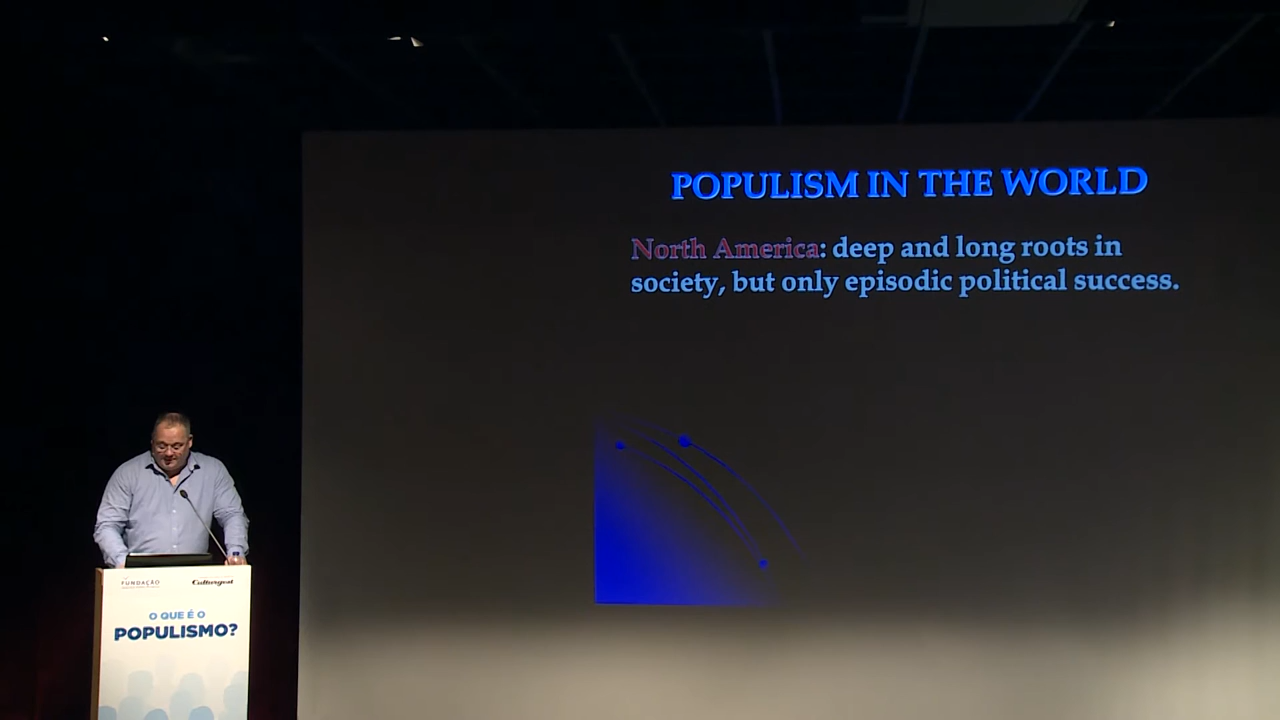 POPULISM IN THE WORLD
North America: deep and long roots in
society, but only episodic political success.
FUNDAÇÃO
Culturgest
O QUE É O
POPULISMO?